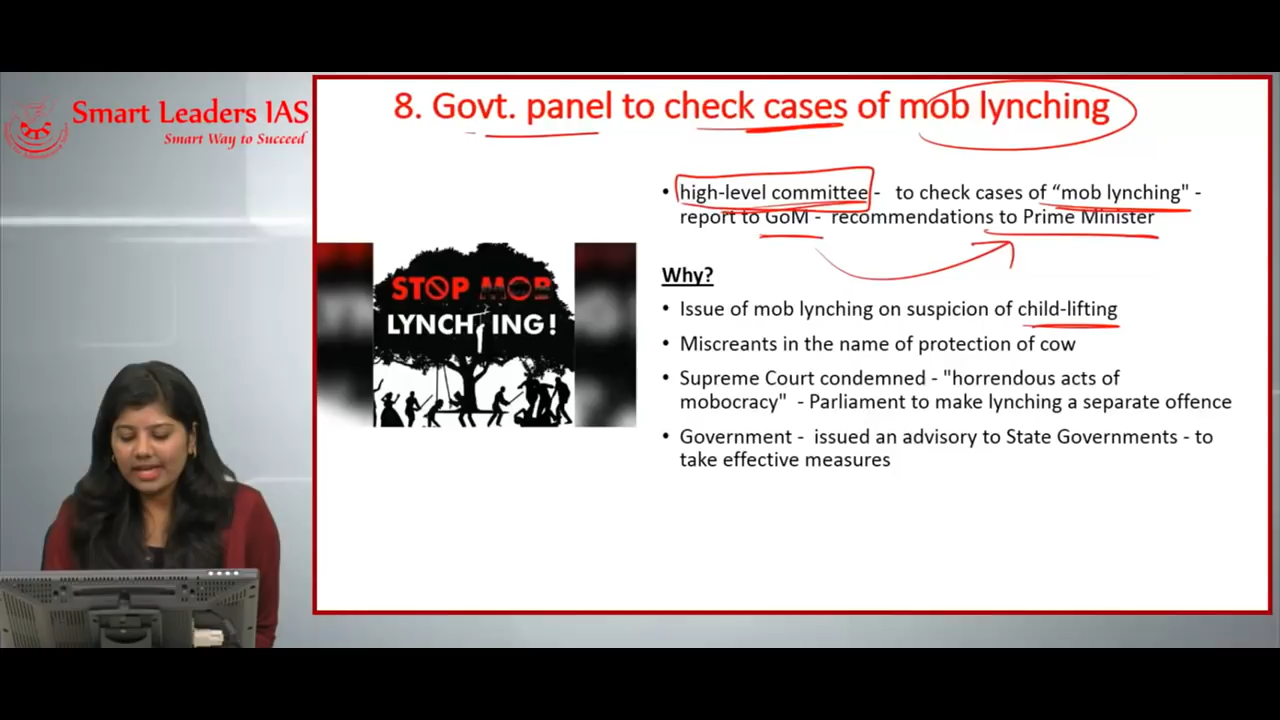 Smart Leaders IAS
Smart Way to Succeed
8. Govt. panel to check cases of mob lynching
• high-level committee - to check cases of “mob lynching" -
report to GoM - recommendations to Prime Minister
STOP MOB
LYNCHING!
Why?
• Issue of mob lynching on suspicion of child-lifting
• Miscreants in the name of protection of cow
• Supreme Court condemned - "horrendous acts of
mobocracy" - Parliament to make lynching a separate offence
• Government - issued an advisory to State Governments - to
take effective measures